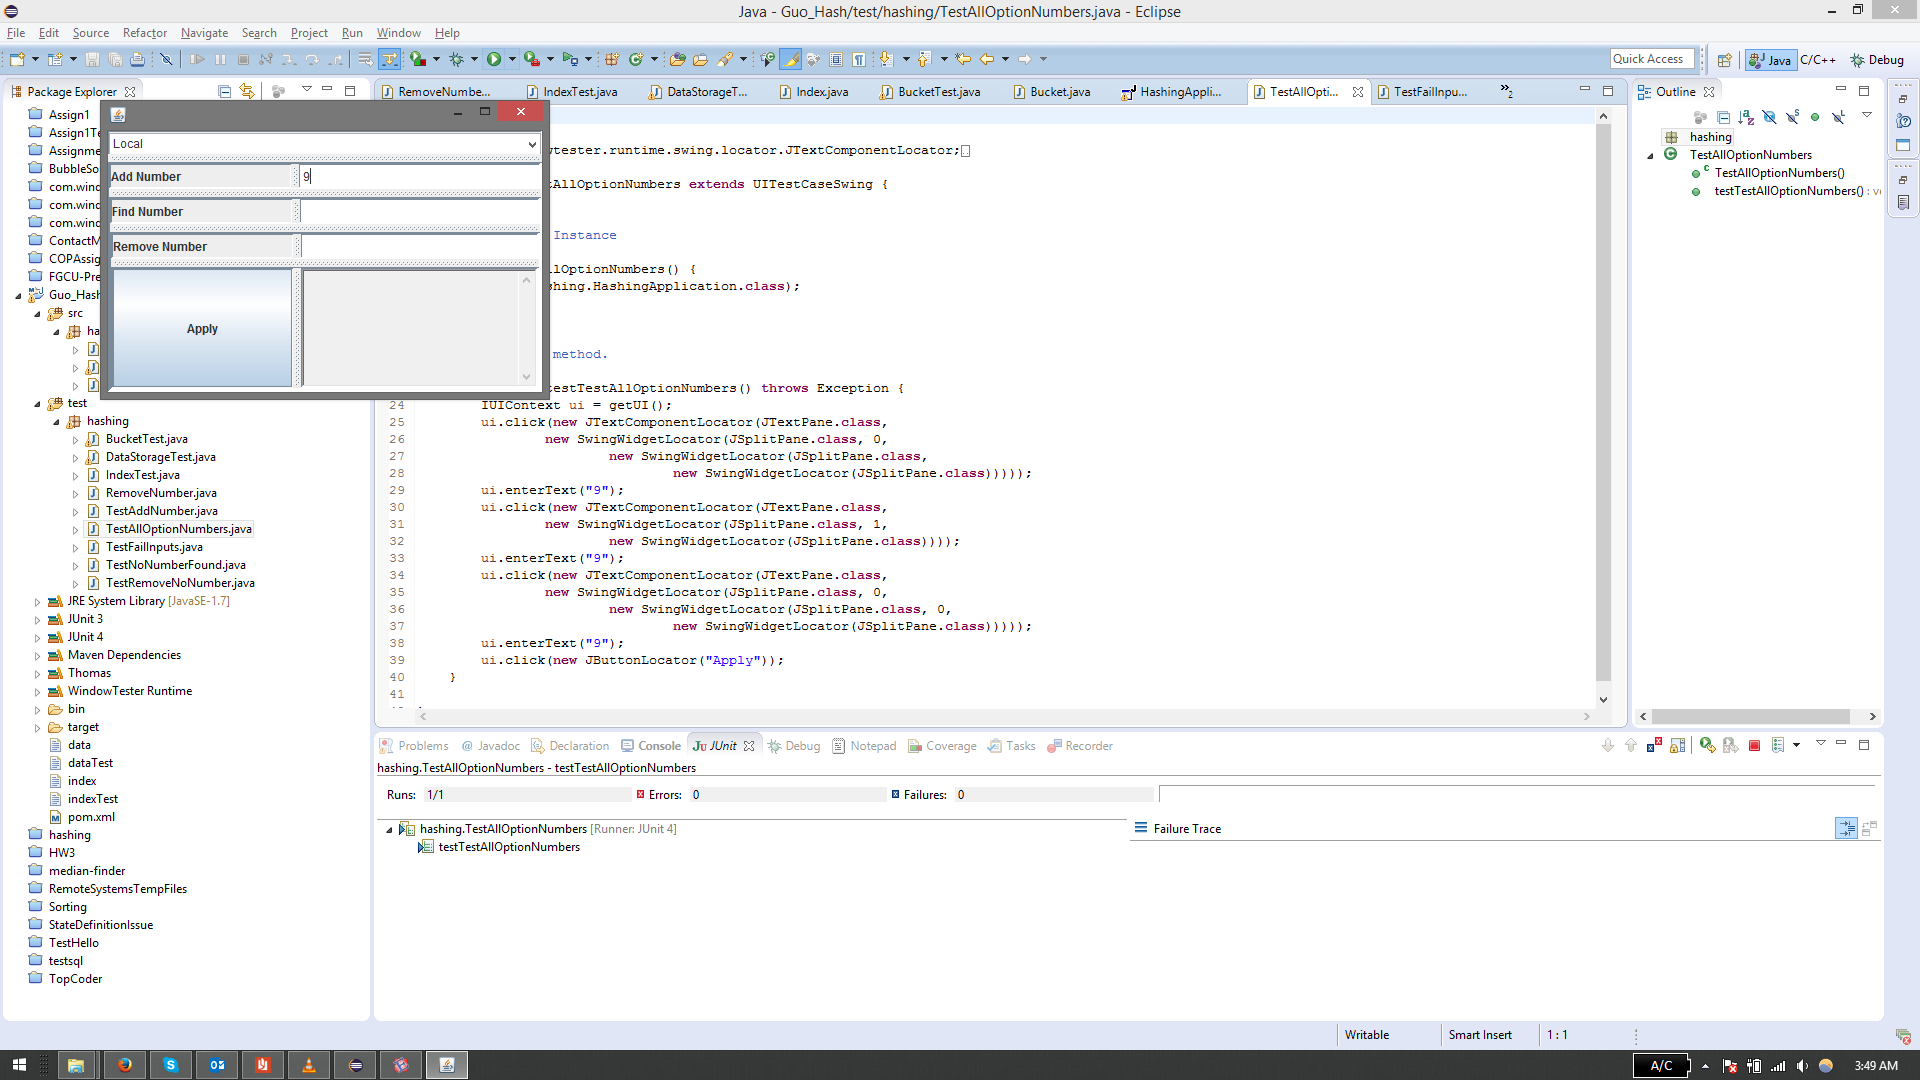 Java - Guo_Hash/test/hashing/TestAllOptionNumbers.java - Eclipse
File Edit Source Refactor Navigate Search Project Run Window Help
Quick Access
Java
C/C++
Debug
Package Explorer
RemoveNumbe...
IndexTest.java
DataStorageT...
Index.java
BucketTest.java
Bucket.java
HashingAppli...
TestAllOpti...
TestFailInpu...
2
Outline
Assign1
Assign1Te
Assignme
BubbleSo
com.wind
com.wind
com.wind
ContactM
COPAssig
FGCU-Pre
Guo_Hash
src
ha
Local
Add Number 9
Find Number
Remove Number
Apply
test
hashing
BucketTest.java
DataStorageTest.java
IndexTest.java
RemoveNumber.java
TestAddNumber.java
TestAllOptionNumbers.java
TestFailInputs.java
TestNoNumberFound.java
TestRemoveNoNumber.java
JRE System Library [JavaSE-1.7]
JUnit 3
JUnit 4
Maven Dependencies
Thomas
WindowTester Runtime
bin
target
data
dataTest
index
indexTest
pom.xml
hashing
HW3
median-finder
RemoteSystemsTempFiles
Sorting
StateDefinitionIssue
TestHello
testsql
TopCoder
wtester.runtime.swing.locator.JTextComponentLocator;
tAllOptionNumbers extends UITestCaseSwing {
Instance
llOptionNumbers() {
hing.HashingApplication.class);
method.
testTestAllOptionNumbers() throws Exception {
24 IUIContext ui = getUI();
25 ui.click(new JTextComponentLocator(JTextPane.class,
26 new SwingWidgetLocator(JSplitPane.class, 0,
27 new SwingWidgetLocator(JSplitPane.class,
28 new SwingWidgetLocator(JSplitPane.class)))));
29 ui.enterText("9");
30 ui.click(new JTextComponentLocator(JTextPane.class,
31 new SwingWidgetLocator(JSplitPane.class, 1,
32 new SwingWidgetLocator(JSplitPane.class))));
33 ui.enterText("9");
34 ui.click(new JTextComponentLocator(JTextPane.class,
35 new SwingWidgetLocator(JSplitPane.class, 0,
36 new SwingWidgetLocator(JSplitPane.class, 0,
37 new SwingWidgetLocator(JSplitPane.class)))));
38 ui.enterText("9");
39 ui.click(new JButtonLocator("Apply"));
40 }
41
hashing
TestAllOptionNumbers
TestAllOptionNumbers()
testTestAllOptionNumbers() : v
Problems @ Javadoc Declaration Console JUnit Debug Notepad Coverage Tasks Recorder
hashing.TestAllOptionNumbers - testTestAllOptionNumbers
Runs: 1/1 Errors: 0 Failures: 0
hashing.TestAllOptionNumbers [Runner: JUnit 4]
testTestAllOptionNumbers
Failure Trace
Writable Smart Insert 1 : 1
A/C 3:49 AM